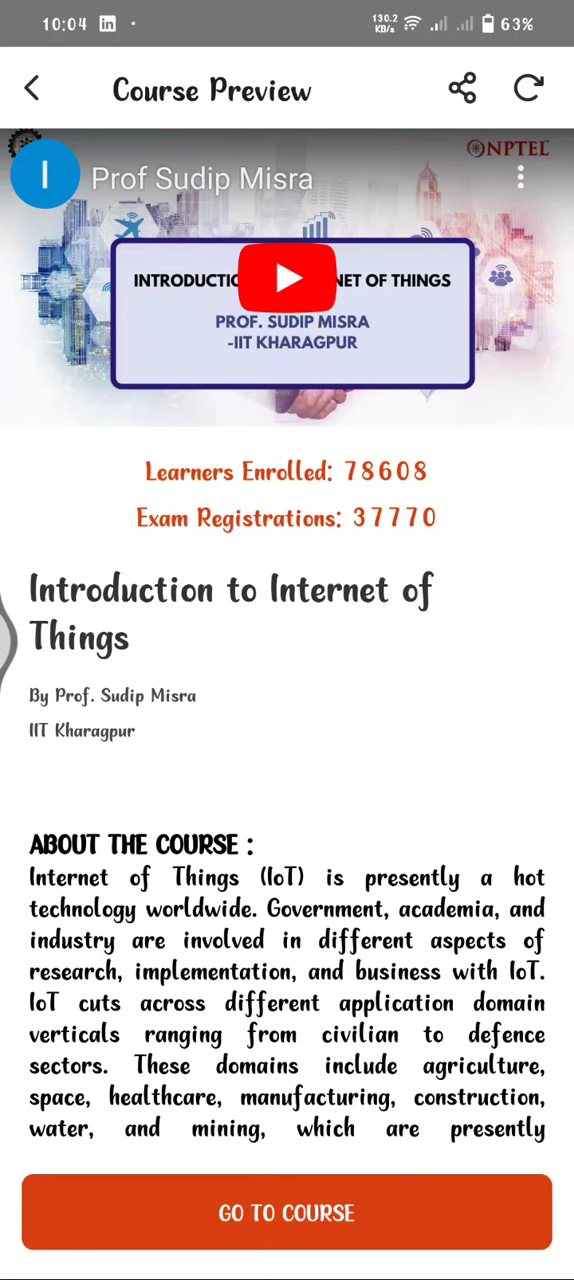 10:04 in 130.2 KB/s 63%
Course Preview
NPTEL
I Prof Sudip Misra
INTRODUCTIO NET OF THINGS
PROF. SUDIP MISRA
-IIT KHARAGPUR
Learners Enrolled: 78608
Exam Registrations: 37770
Introduction to Internet of
Things
By Prof. Sudip Misra
IIT Kharagpur
ABOUT THE COURSE :
Internet of Things (IoT) is presently a hot
technology worldwide. Government, academia, and
industry are involved in different aspects of
research, implementation, and business with IoT.
IoT cuts across different application domain
verticals ranging from civilian to defence
sectors. These domains include agriculture,
space, healthcare, manufacturing, construction,
water, and mining, which are presently
GO TO COURSE